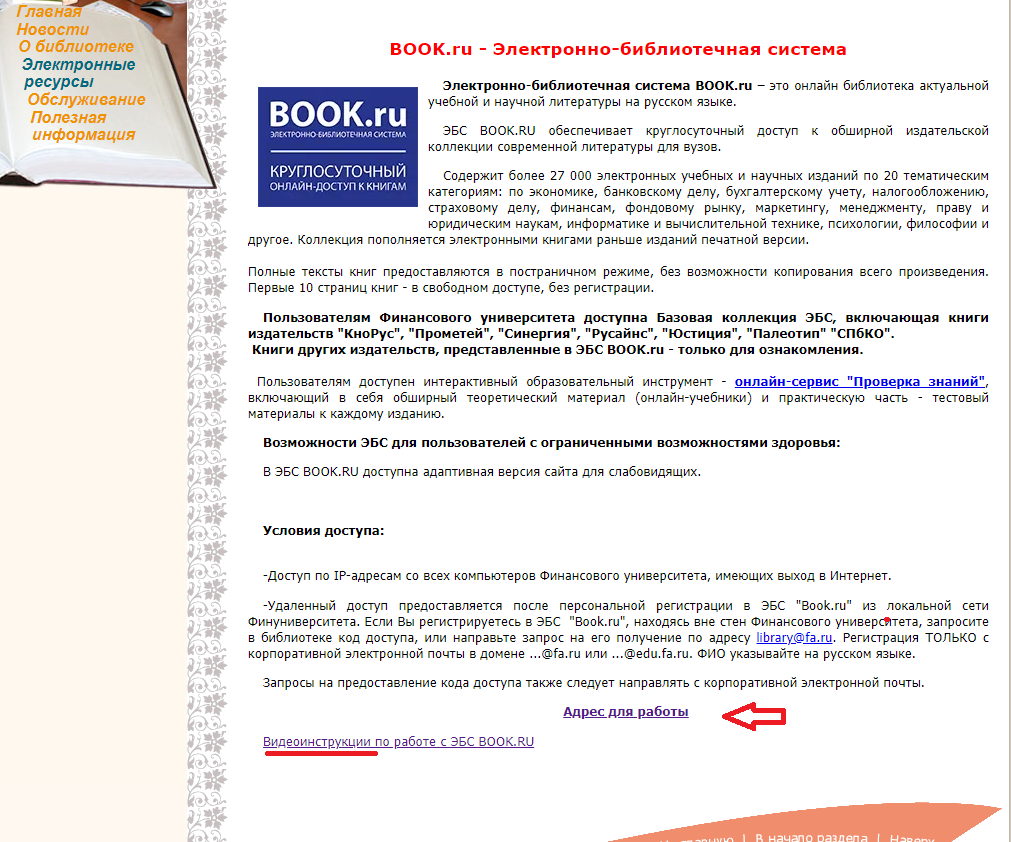 Главная
Новости
О библиотеке
Электронные
ресурсы
Обслуживание
Полезная
информация
BOOK.ru - Электронно-библиотечная система
BOOK.ru
ЭЛЕКТРОННО-БИБЛИОТЕЧНАЯ СИСТЕМА
КРУГЛОСУТОЧНЫЙ
ОНЛАЙН-ДОСТУП К КНИГАМ
Электронно-библиотечная система BOOK.ru – это онлайн библиотека актуальной
учебной и научной литературы на русском языке.
ЭБС BOOK.RU обеспечивает круглосуточный доступ к обширной издательской
коллекции современной литературы для вузов.
Содержит более 27 000 электронных учебных и научных изданий по 20 тематическим
категориям: по экономике, банковскому делу, бухгалтерскому учету, налогообложению,
страховому делу, финансам, фондовому рынку, маркетингу, менеджменту, праву и
юридическим наукам, информатике и вычислительной технике, психологии, философии и
другое. Коллекция пополняется электронными книгами раньше изданий печатной версии.
Полные тексты книг предоставляются в постраничном режиме, без возможности копирования всего произведения.
Первые 10 страниц книг - в свободном доступе, без регистрации.
Пользователям Финансового университета доступна Базовая коллекция ЭБС, включающая книги
издательств "КноРус", "Прометей", "Синергия", "Русайнс", "Юстиция", "Палеотип" "СПбКО".
Книги других издательств, представленные в ЭБС BOOK.ru - только для ознакомления.
Пользователям доступен интерактивный образовательный инструмент - онлайн-сервис "Проверка знаний",
включающий в себя обширный теоретический материал (онлайн-учебники) и практическую часть - тестовый
материалы к каждому изданию.
Возможности ЭБС для пользователей с ограниченными возможностями здоровья:
В ЭБС BOOK.RU доступна адаптивная версия сайта для слабовидящих.
Условия доступа:
-Доступ по IP-адресам со всех компьютеров Финансового университета, имеющих выход в Интернет.
-Удаленный доступ предоставляется после персональной регистрации в ЭБС "Book.ru" из локальной сети
Финуниверситета. Если Вы регистрируетесь в ЭБС "Book.ru", находясь вне стен Финансового университета, запросите
в библиотеке код доступа, или направьте запрос на его получение по адресу library@fa.ru. Регистрация ТОЛЬКО с
корпоративной электронной почты в домене ...@fa.ru или ...@edu.fa.ru. ФИО указывайте на русском языке.
Запросы на предоставление кода доступа также следует направлять с корпоративной электронной почты.
Адрес для работы
Видеоинструкции по работе с ЭБС BOOK.RU
главную | В начало раздела | Наверх